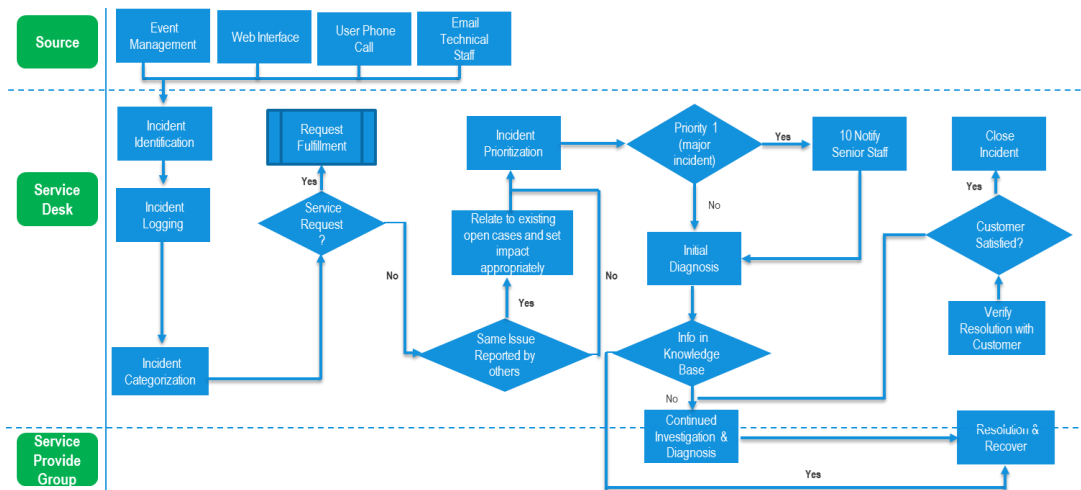 Source
Event
Management
Web Interface
User Phone
Call
Email
Technical
Staff
Service
Desk
Incident
Identification
Request
Fulfillment
Yes
Incident
Logging
Service
Request
?
No
Incident
Categorization
Incident
Prioritization
Relate to existing
open cases and set
impact
appropriately
Yes
No
Same Issue
Reported by
others
Priority 1
(major
incident)
Yes
10 Notify
Senior Staff
No
Initial
Diagnosis
Info in
Knowledge
Base
No
Close
Incident
Yes
Customer
Satisfied?
Verify
Resolution with
Customer
Service
Provide
Group
Continued
Investigation &
Diagnosis
Yes
Resolution &
Recover